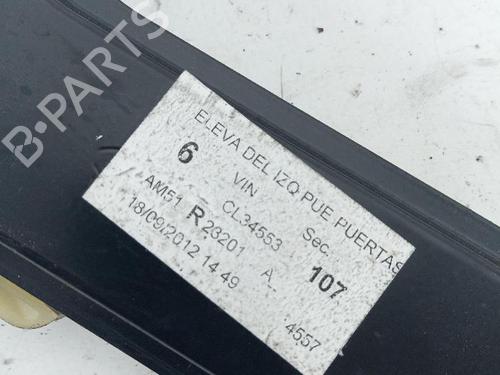 B-PARTS
ELEVA DEL IZQ PUE PUERTAS
6 VIN CL34553 Sec. 107
AM51 R 23201 A
18/09/2012 14 49
4557